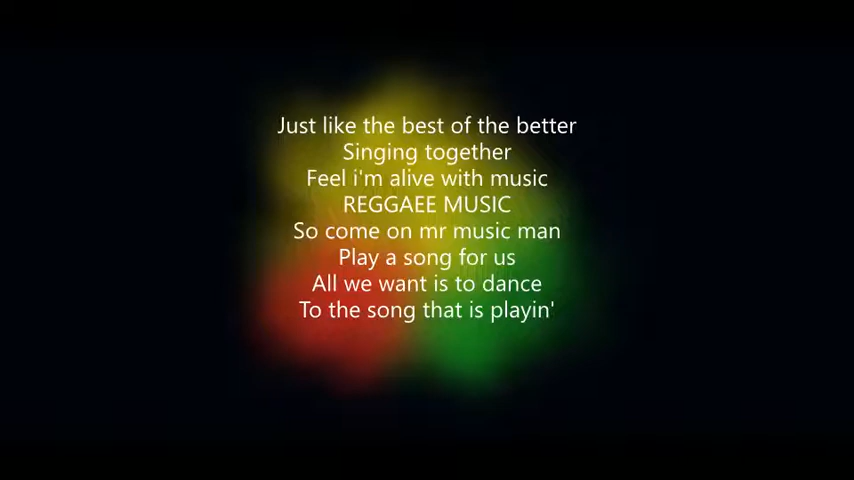 Just like the best of the better
Singing together
Feel i'm alive with music
REGGAEE MUSIC
So come on mr music man
Play a song for us
All we want is to dance
To the song that is playin'